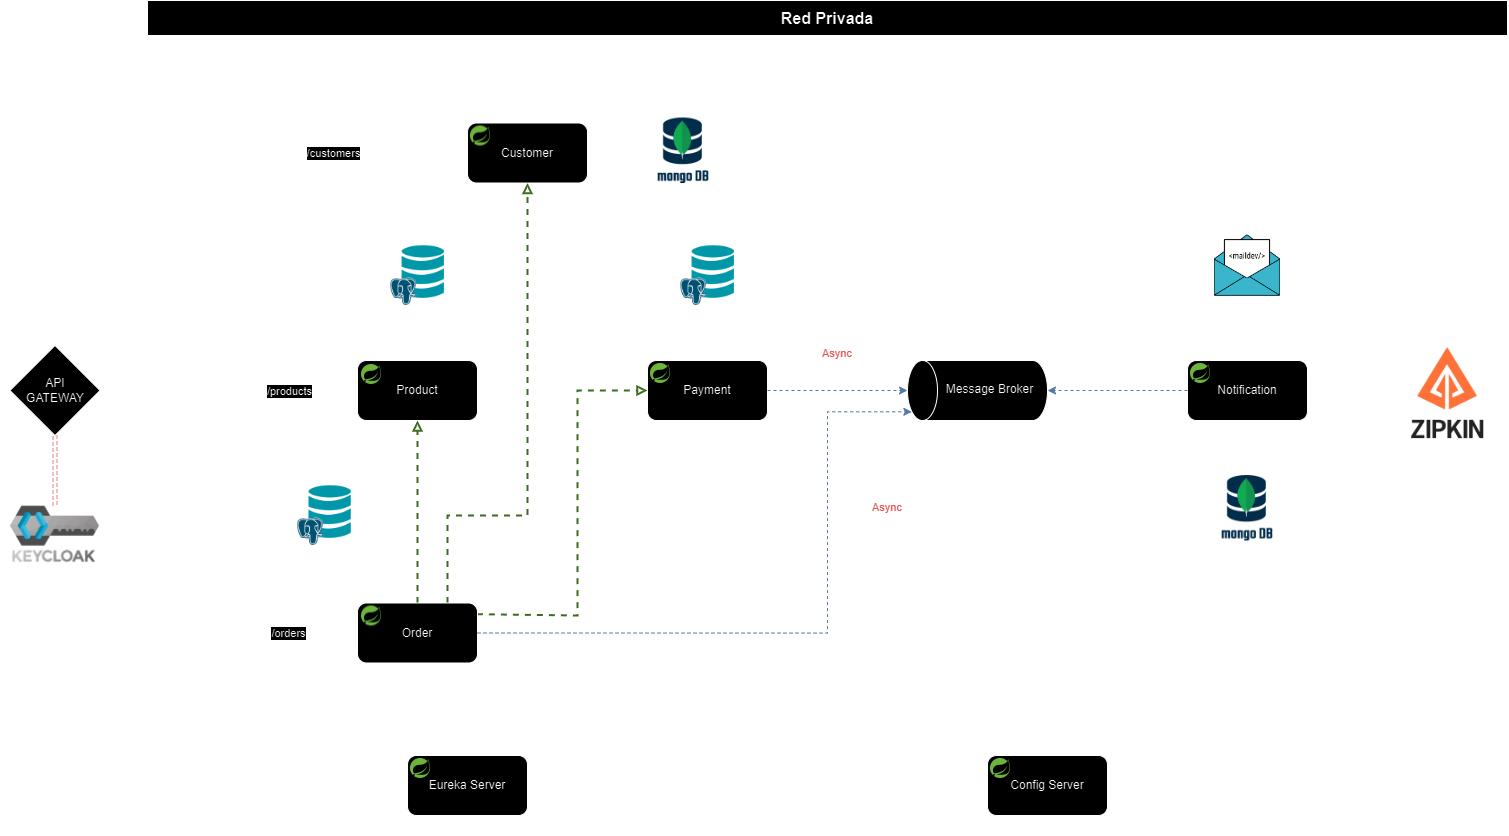 Red Privada
/customers
Customer
mongo DB
<maildev/>
Async
API
GATEWAY
/products
Product
Payment
Message Broker
Notification
ZIPKIN
Async
mongo DB
KEYCLOAK
/orders
Order
Eureka Server
Config Server